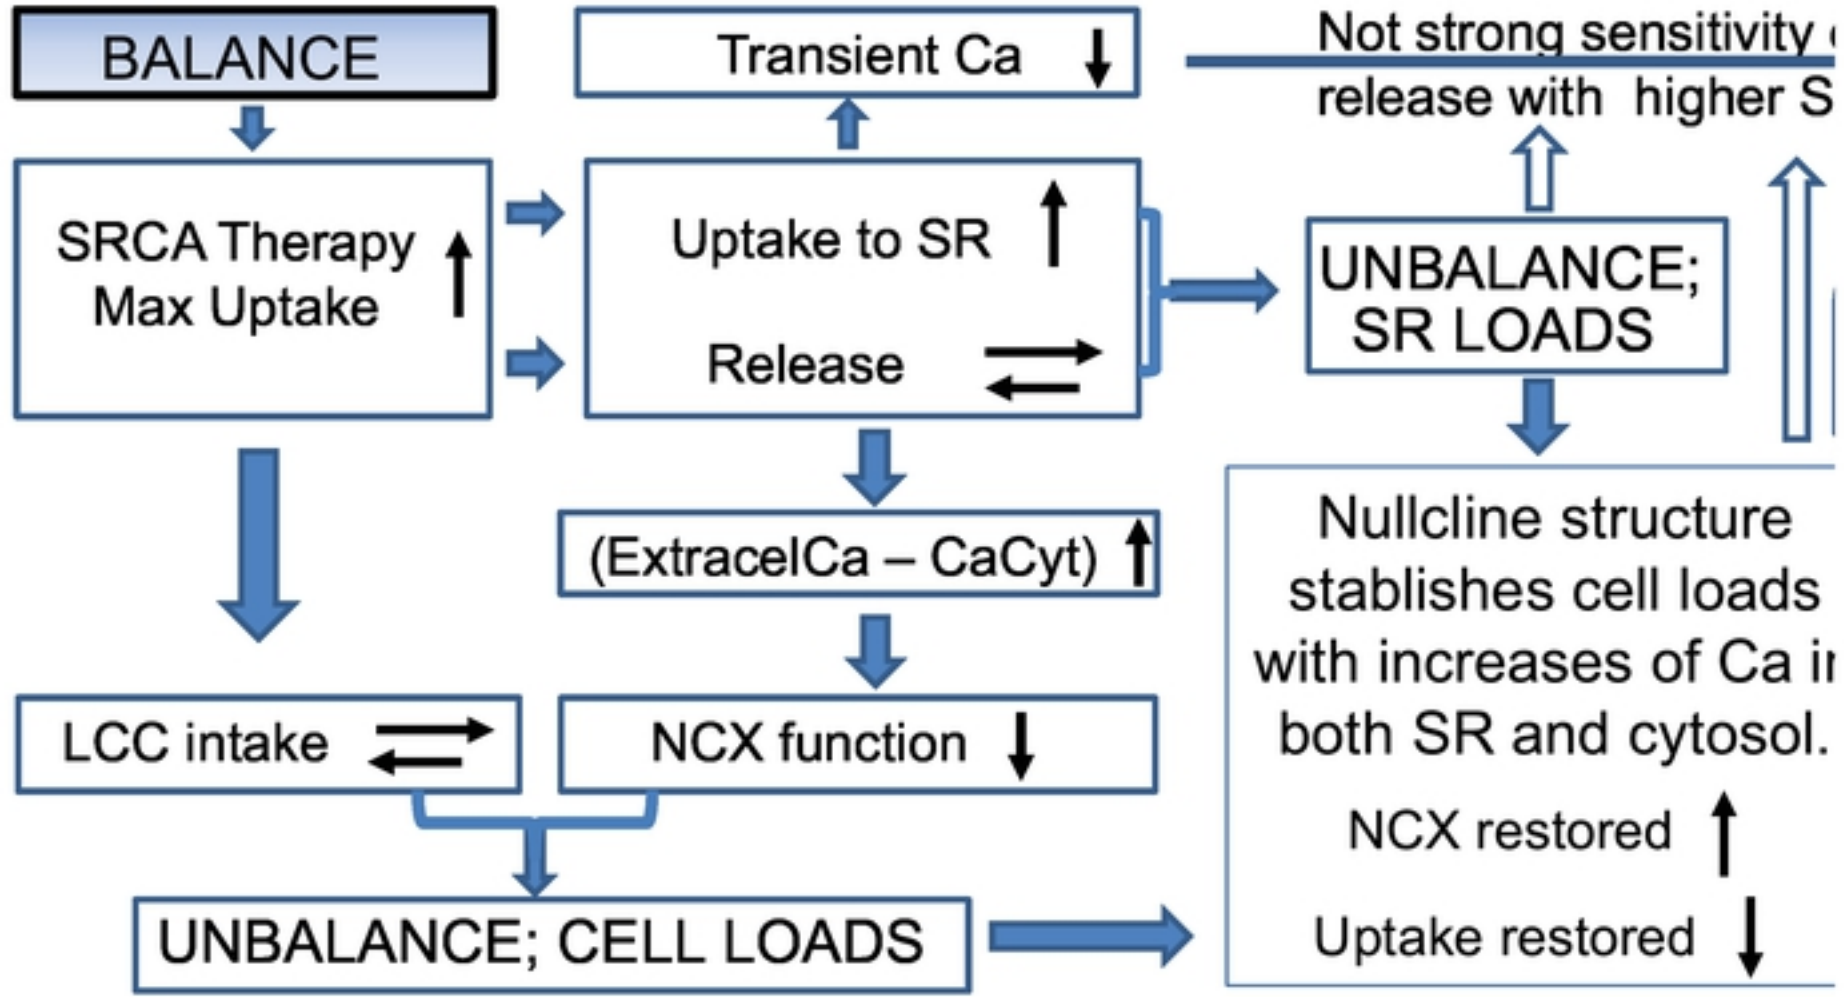 BALANCE
Transient Ca
Not strong sensitivity
release with higher S
SRCA Therapy
Max Uptake
Uptake to SR
Release
UNBALANCE;
SR LOADS
(ExtracelCa – CaCyt)
LCC intake
NCX function
UNBALANCE; CELL LOADS
Nullcline structure
stablishes cell loads
with increases of Ca in
both SR and cytosol.
NCX restored
Uptake restored